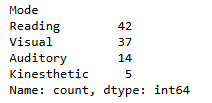 Mode
Reading 42
Visual 37
Auditory 14
Kinesthetic 5
Name: count, dtype: int64